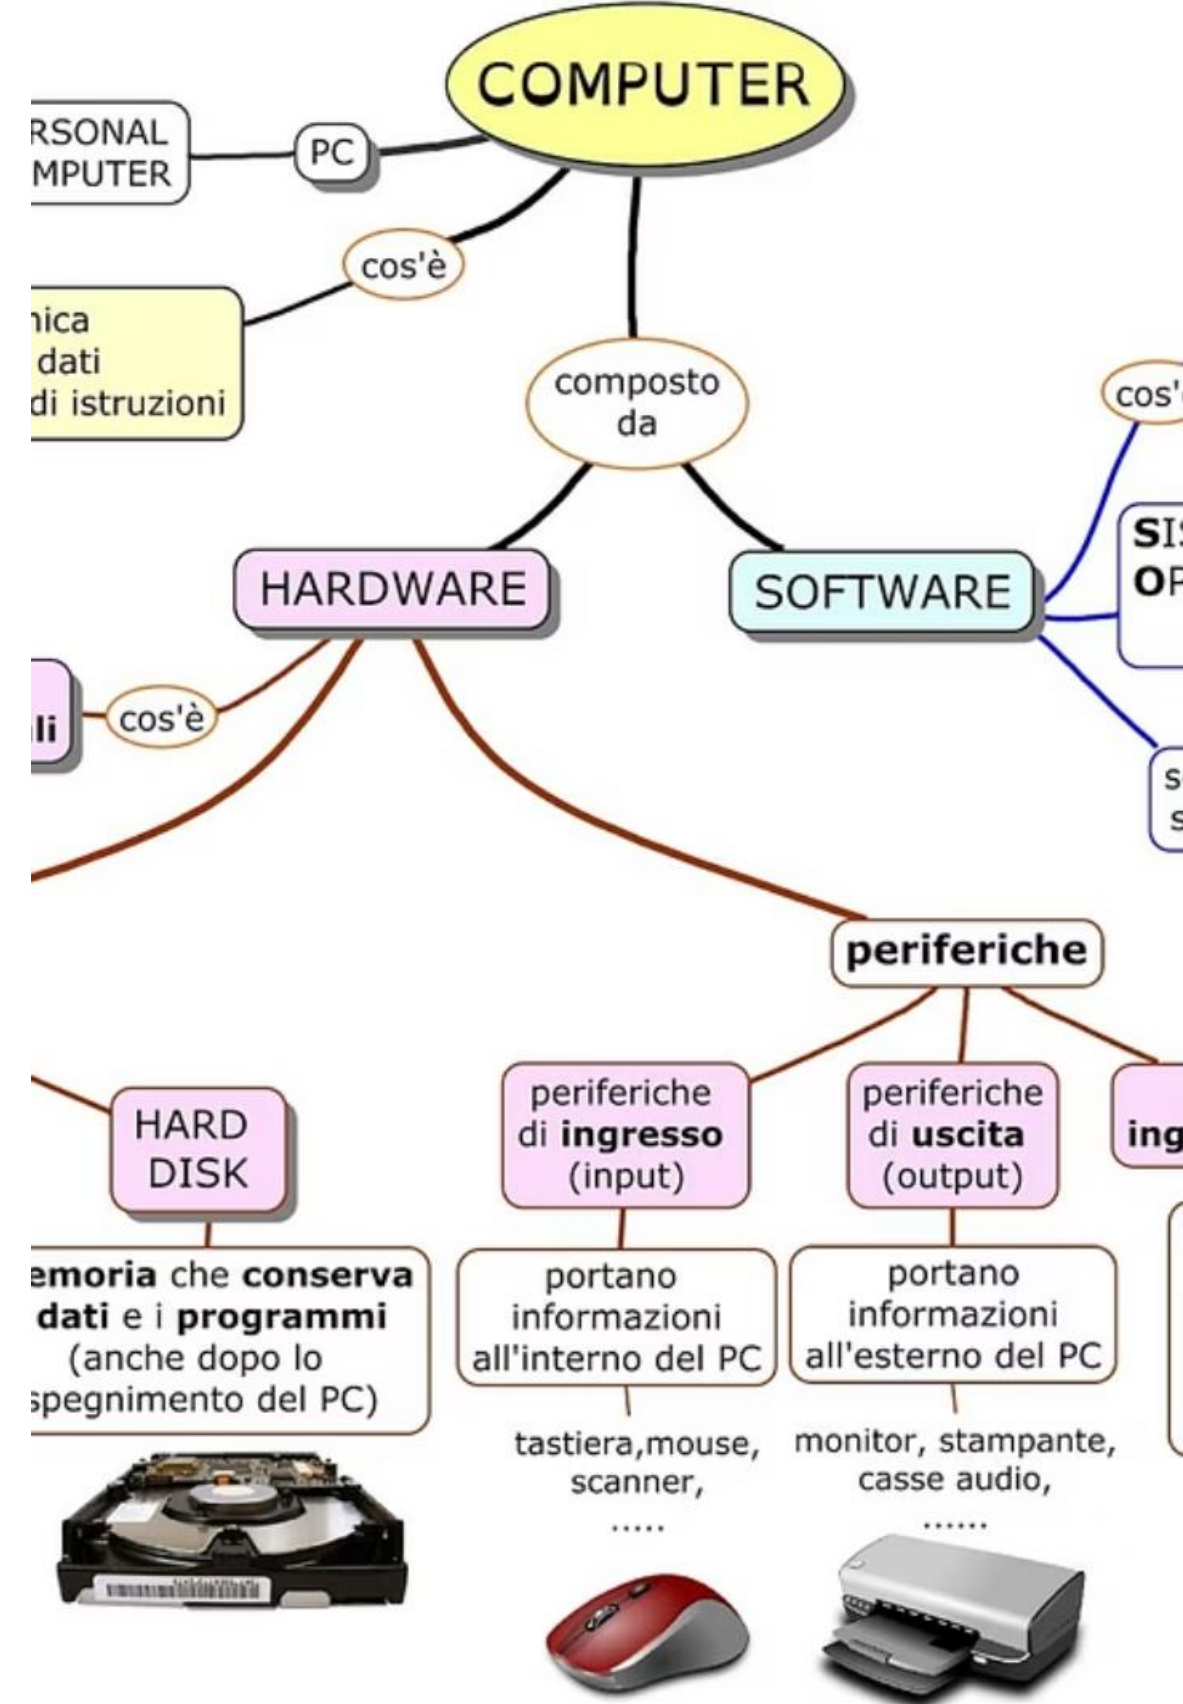 COMPUTER
RSONAL
MPUTER
PC
cos'è
nica
dati
di istruzioni
composto
da
cos'
HARDWARE
SOFTWARE
SIS
OP
li
cos'è
s
s
periferiche
HARD
DISK
periferiche
di ingresso
(input)
periferiche
di uscita
(output)
ing
emoria che conserva
dati e i programmi
(anche dopo lo
spegnimento del PC)
portano
informazioni
all'interno del PC
portano
informazioni
all'esterno del PC
tastiera,mouse,
scanner,
.....
monitor, stampante,
casse audio,
......